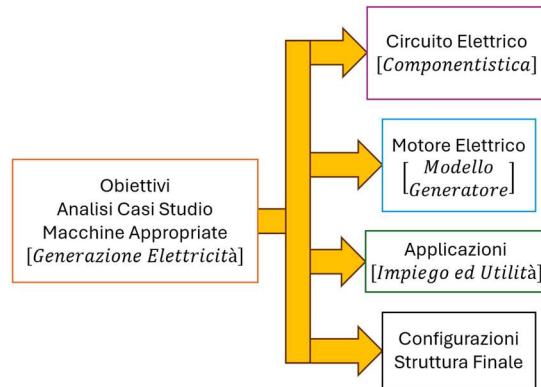 Obiettivi
Analisi Casi Studio
Macchine Appropriate
[Generazione Elettricità]
Circuito Elettrico
[Componentistica]
Motore Elettrico
[Modello
Generatore]
Applicazioni
[Impiego ed Utilità]
Configurazioni
Struttura Finale